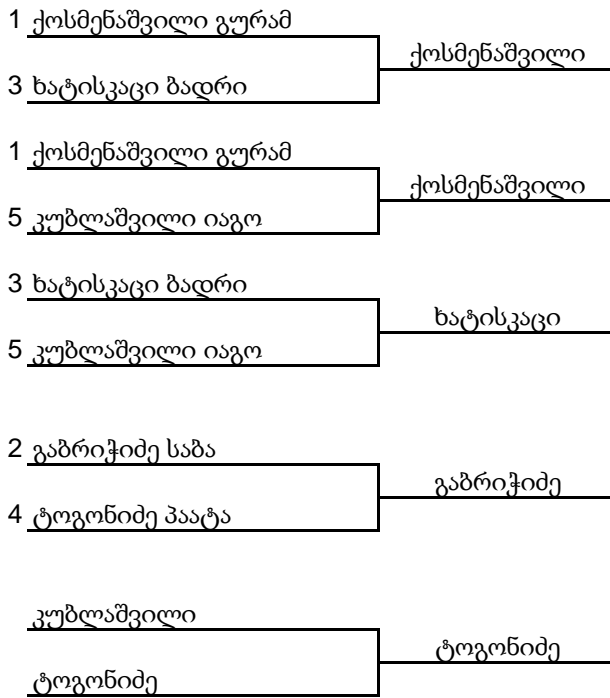 1 ქოსმენაშვილი გურამ
ქოსმენაშვილი
3 ხატისკაცი ბადრი
1 ქოსმენაშვილი გურამ
ქოსმენაშვილი
5 კუბლაშვილი იაგო
3 ხატისკაცი ბადრი
ხატისკაცი
5 კუბლაშვილი იაგო
2 გაბრიჭიძე საბა
გაბრიჭიძე
4 ტოგონიძე პაატა
კუბლაშვილი
ტოგონიძე
ტოგონიძე